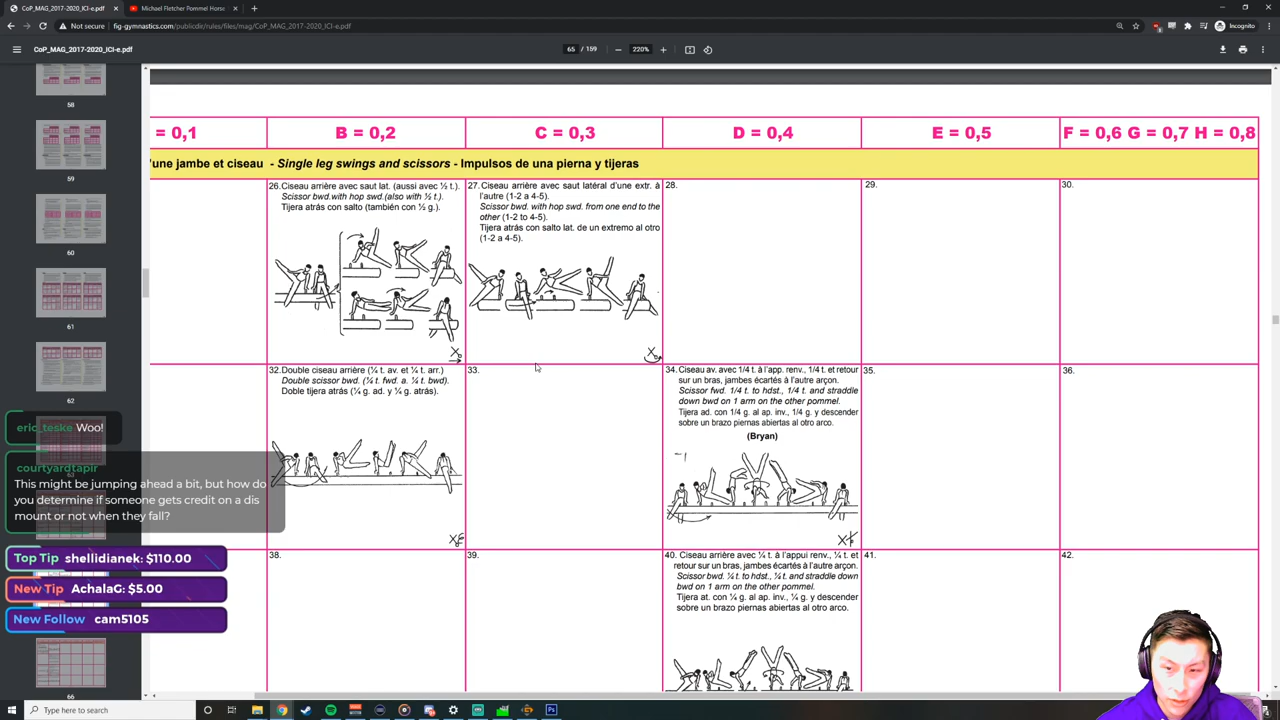 CoP_MAG_2017-2020_ICI-e.pdf
Michael Fletcher Pommel Hors
Not secure fig-gymnastics.com/publicdir/rules/files/mag/CoP_MAG_2017-2020_ICI-e.pdf
Incognito
CoP_MAG_2017-2020_ICI-e.pdf
65 / 159
220%
58
59
60
61
62
66
= 0,1
B = 0,2
C = 0,3
D = 0,4
E = 0,5
F = 0,6 G = 0,7 H = 0,8
'une jambe et ciseau - Single leg swings and scissors - Impulsos de una pierna y tijeras
26. Ciseau arrière avec saut lat. (aussi avec ½ t.).
Scissor bwd.with hop swd.(also with ½ t.).
Tijera atrás con salto (también con ½ g.).
27. Ciseau arrière avec saut latéral d'une extr. à
l'autre (1-2 a 4-5).
Scissor bwd. with hop swd. from one end to the
other (1-2 to 4-5).
Tijera atrás con salto lat. de un extremo al otro
(1-2 a 4-5).
28.
29.
30.
32. Double ciseau arrière (¼ t. av. et ¼ t. arr.)
Double scissor bwd. (¼ t. fwd. a. ¼ t. bwd).
Doble tijera atrás (¼ g. ad. y ¼ g. atrás).
33.
34. Ciseau av. avec 1/4 t. à l'app. renv., 1/4 t. et retour
sur un bras, jambes écartés à l'autre arçon.
Scissor fwd. 1/4 t. to hdst., 1/4 t. and straddle
down bwd on 1 arm on the other pommel.
Tijera ad. con 1/4 g. al ap. inv., 1/4 g. y descender
sobre un brazo piernas abiertas al otro arco.
(Bryan)
35.
36.
38.
39.
40. Ciseau arrière avec ¼ t. à l'appui renv., ¼ t. et
retour sur un bras, jambes écartés à l'autre arçon.
Scissor bwd. ¼ t. to hdst., ¼ t. and straddle down
bwd on 1 arm on the other pommel.
Tijera at. con ¼ g. al ap. inv., ¼ g. y descender
sobre un brazo piernas abiertas al otro arco.
41.
42.
eric_teske Woo!
courtyardtapir
This might be jumping ahead a bit, but how do
you determine if someone gets credit on a dis
mount or not when they fall?
Top Tip shellidianek: $110.00
New Tip AchalaG: $5.00
New Follow cam5105
Type here to search